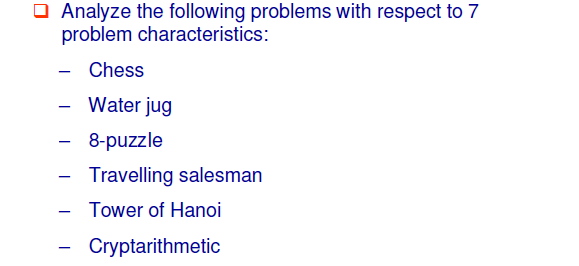 Analyze the following problems with respect to 7
problem characteristics:
– Chess
– Water jug
– 8-puzzle
– Travelling salesman
– Tower of Hanoi
– Cryptarithmetic